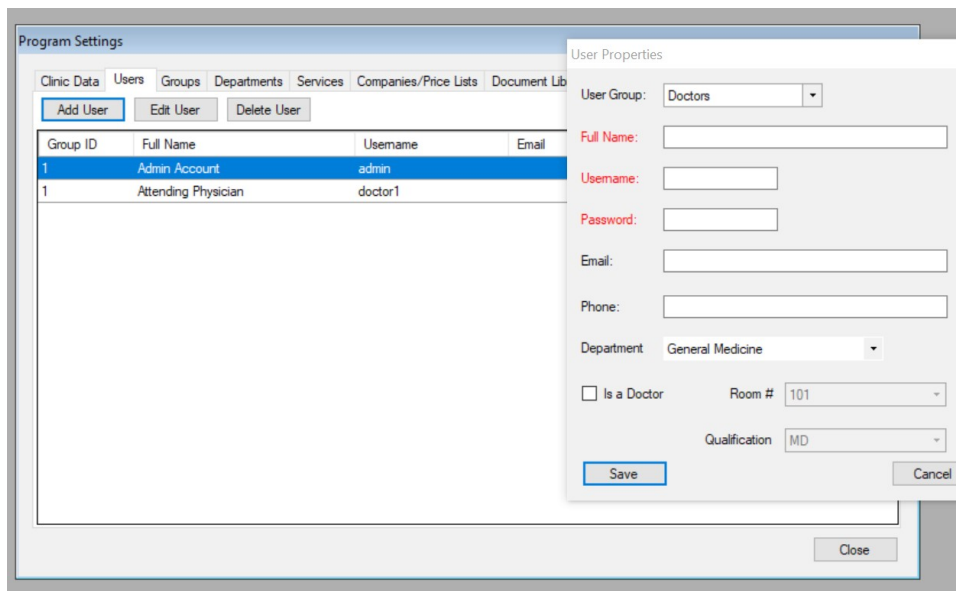 Program Settings
Clinic Data Users Groups Departments Services Companies/Price Lists Document Lib
Add User Edit User Delete User
Group ID Full Name Username Email
1 Admin Account admin
1 Attending Physician doctor1
Close
User Properties
User Group: Doctors
Full Name:
Username:
Password:
Email:
Phone:
Department General Medicine
Is a Doctor Room # 101
Qualification MD
Save Cancel